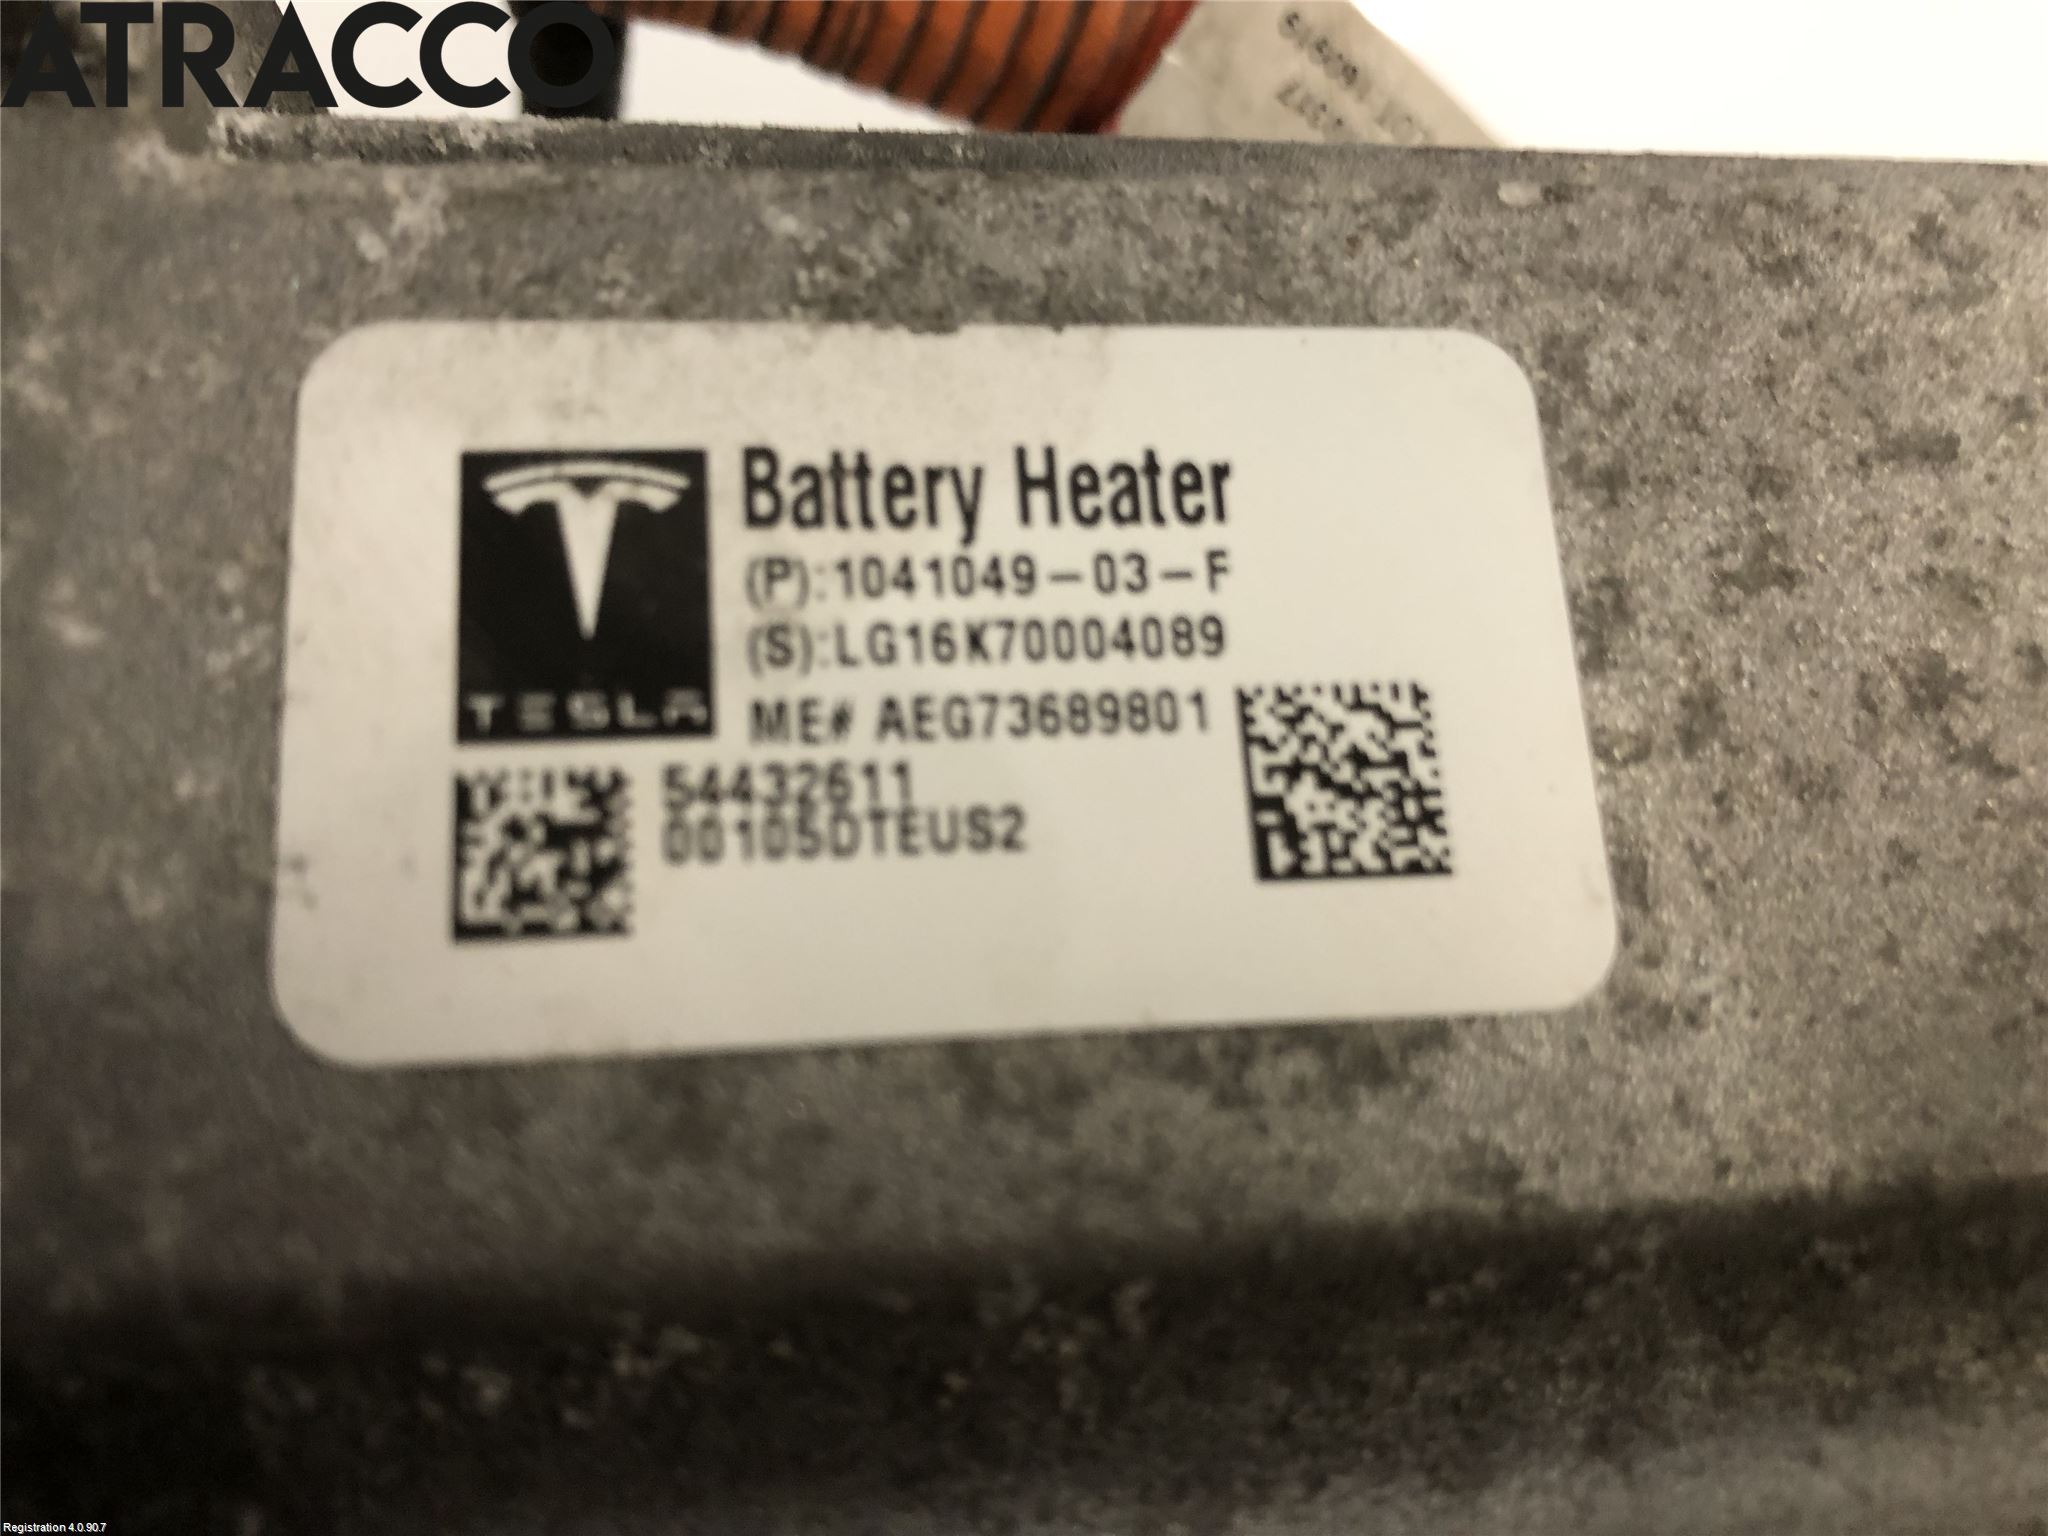 ATRACCO
Battery Heater
(P):1041049-03-F
(S):LG16K70004089
TESLA
ME# AEG73689801
54432611
00105DTEUS2
Registration 4.0.90.7